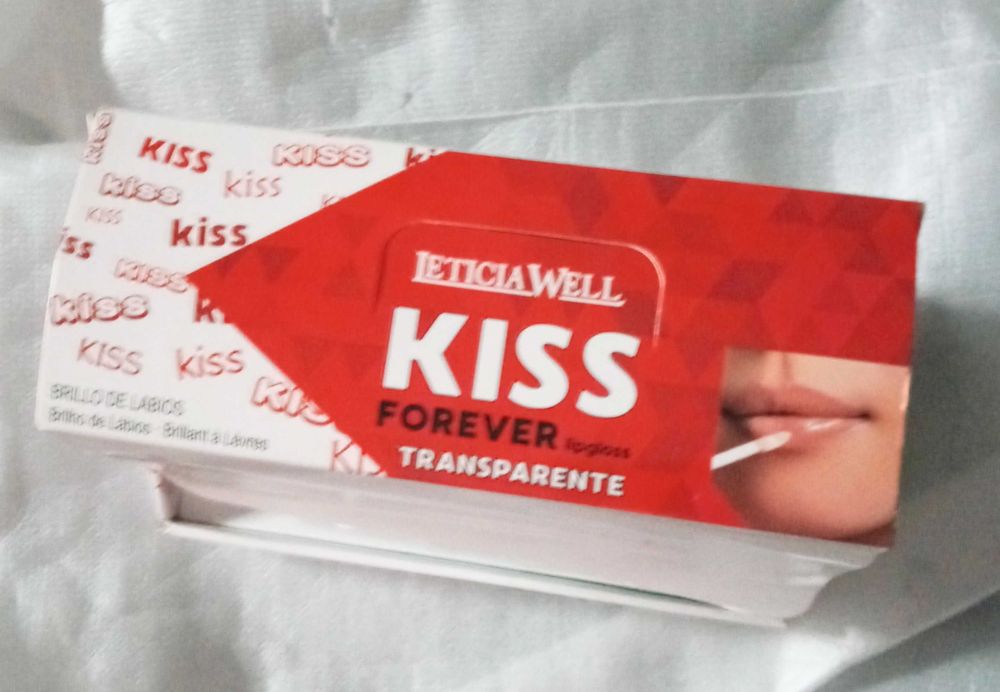 KISS KISS
kiss kiss
KISS
kiss
KISS
kiss
KISS kiss
LETICIA WELL
KISS
FOREVER lipgloss
TRANSPARENTE
BRILLO DE LABIOS
Brilho de Labios - Brillant à Lèvres